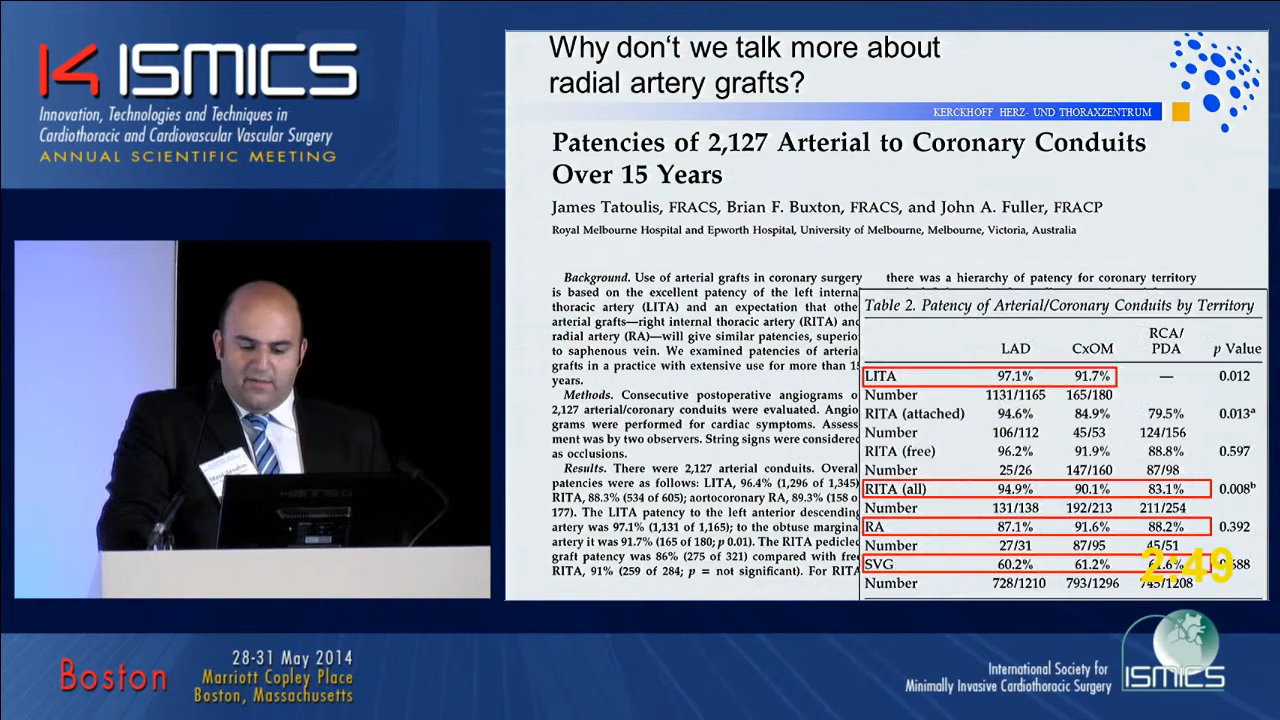 14 ISMICS
Innovation, Technologies and Techniques in
Cardiothoracic and Cardiovascular Vascular Surgery
ANNUAL SCIENTIFIC MEETING
Why don‘t we talk more about
radial artery grafts?
KERCKHOFF HERZ- UND THORAXZENTRUM
Patencies of 2,127 Arterial to Coronary Conduits
Over 15 Years
James Tatoulis, FRACS, Brian F. Buxton, FRACS, and John A. Fuller, FRACP
Royal Melbourne Hospital and Epworth Hospital, University of Melbourne, Melbourne, Victoria, Australia
Background. Use of arterial grafts in coronary surgery
is based on the excellent patency of the left interna
thoracic artery (LITA) and an expectation that othe
arterial grafts—right internal thoracic artery (RITA) and
radial artery (RA)—will give similar patencies, superio
to saphenous vein. We examined patencies of arteria
grafts in a practice with extensive use for more than 15
years.
Methods. Consecutive postoperative angiograms o
2,127 arterial/coronary conduits were evaluated. Angio
grams were performed for cardiac symptoms. Assess
ment was by two observers. String signs were considered
as occlusions.
Results. There were 2,127 arterial conduits. Overal
patencies were as follows: LITA, 96.4% (1,296 of 1,345)
RITA, 88.3% (534 of 605); aortocoronary RA, 89.3% (158 o
177). The LITA patency to the left anterior descending
artery was 97.1% (1,131 of 1,165); to the obtuse margina
artery it was 91.7% (165 of 180; p 0.01). The RITA pedicle
graft patency was 86% (275 of 321) compared with free
RITA, 91% (259 of 284; p = not significant). For RITA
there was a hierarchy of patency for coronary territory
Table 2. Patency of Arterial/Coronary Conduits by Territory
LAD CxOM RCA/ PDA p Value
LITA 97.1% 91.7% — 0.012
Number 1131/1165 165/180
RITA (attached) 94.6% 84.9% 79.5% 0.013a
Number 106/112 45/53 124/156
RITA (free) 96.2% 91.9% 88.8% 0.597
Number 25/26 147/160 87/98
RITA (all) 94.9% 90.1% 83.1% 0.008b
Number 131/138 192/213 211/254
RA 87.1% 91.6% 88.2% 0.392
Number 27/31 87/95 45/51
SVG 60.2% 61.2%
Number 728/1210 793/1296 745/1208
2:49
Boston
28-31 May 2014
Marriott Copley Place
Boston, Massachusetts
International Society for
Minimally Invasive Cardiothoracic Surgery
ISMICS